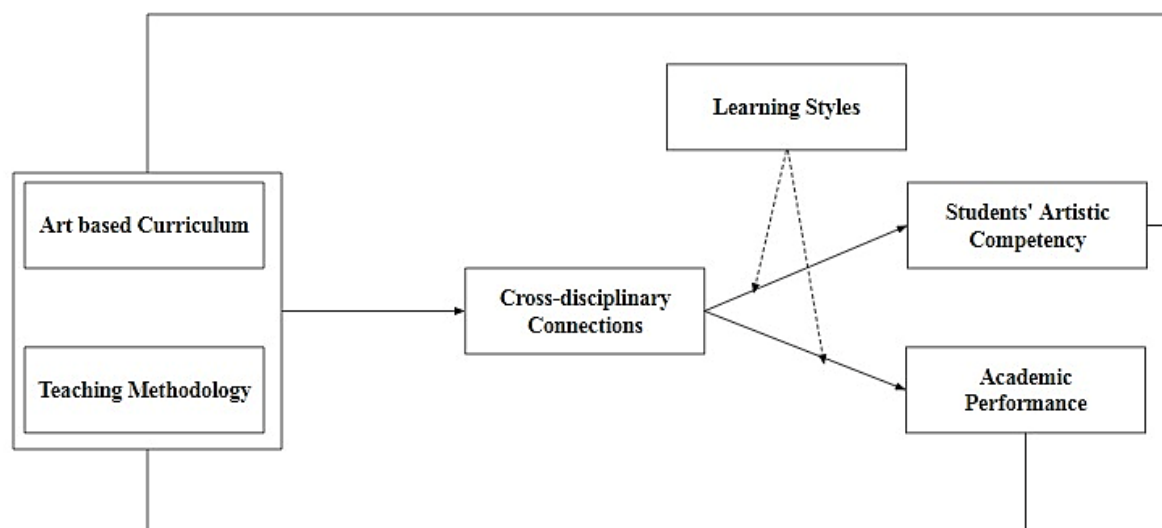 Learning Styles
Art based Curriculum
Students' Artistic
Competency
Cross-disciplinary
Connections
Teaching Methodology
Academic
Performance